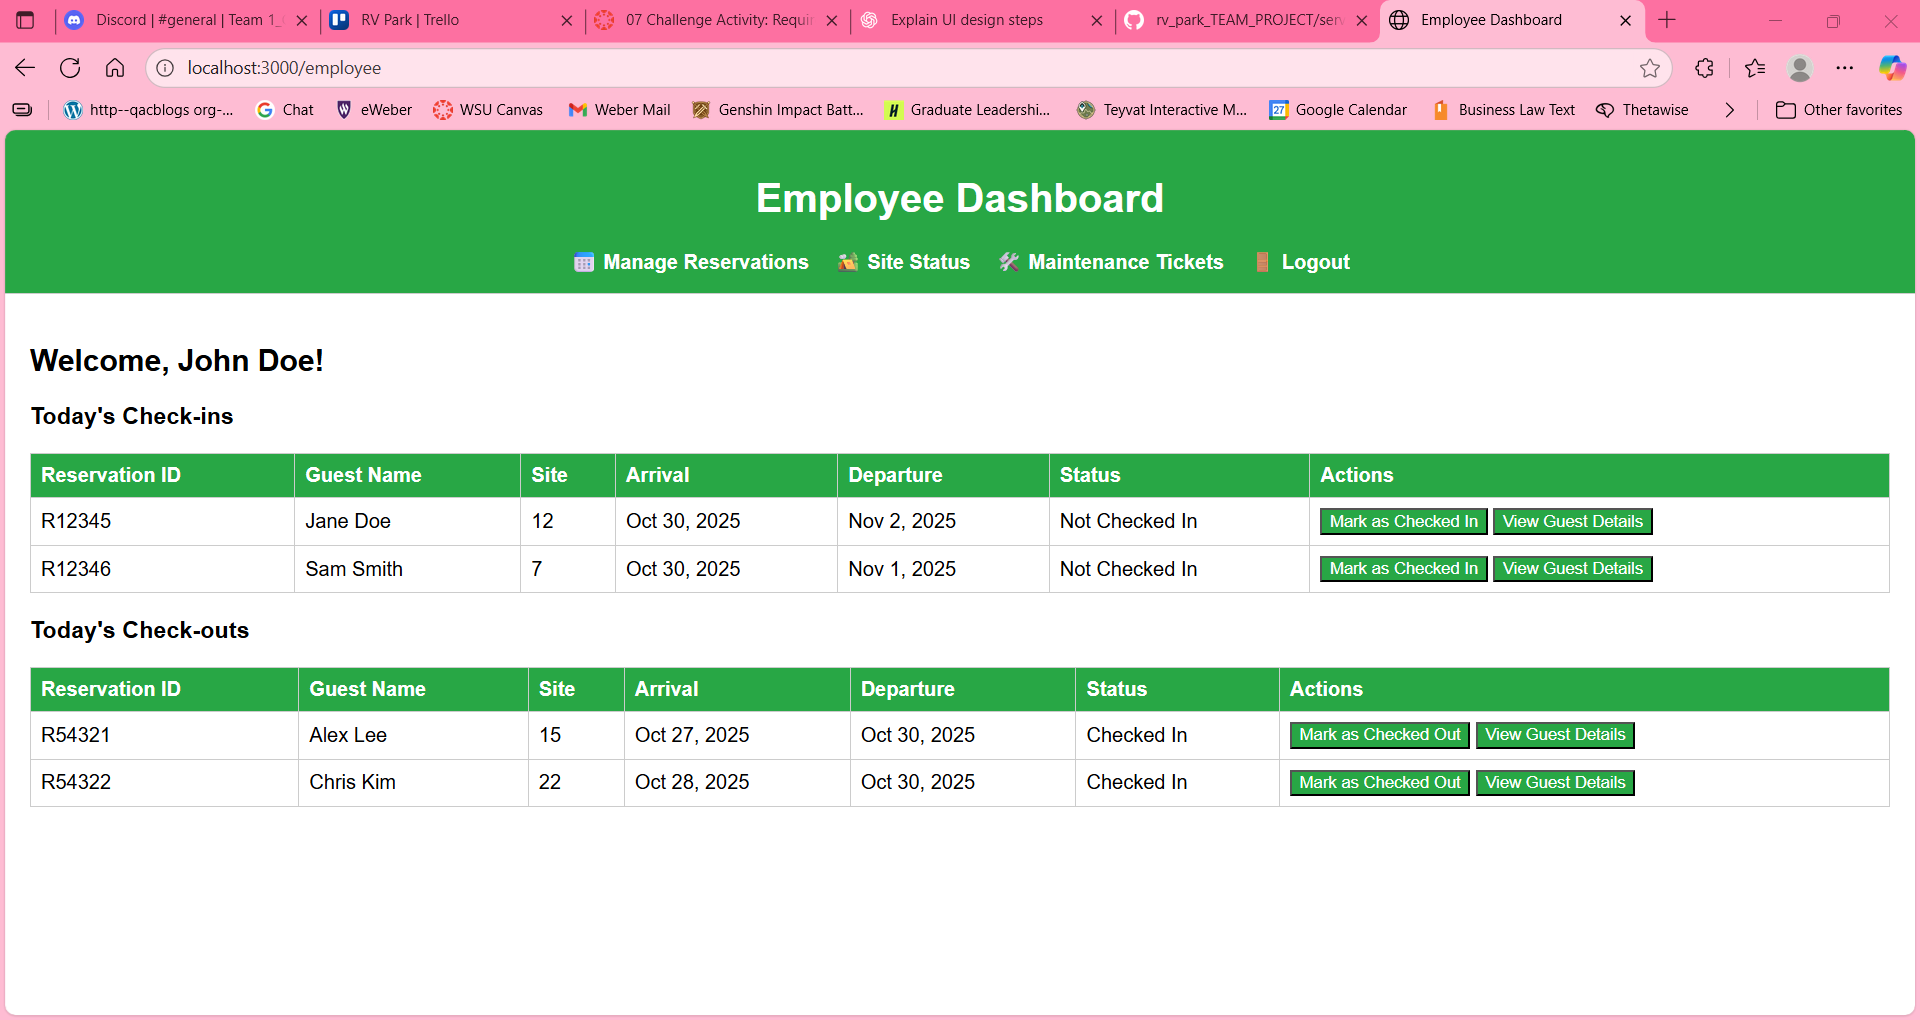 Discord | #general | Team 1_
RV Park | Trello
07 Challenge Activity: Requir
Explain UI design steps
rv_park_TEAM_PROJECT/serv
Employee Dashboard
localhost:3000/employee
http--qacblogs org-...
Chat
eWeber
WSU Canvas
Weber Mail
Genshin Impact Batt...
Graduate Leadershi...
Teyvat Interactive M...
27
Google Calendar
Business Law Text
Thetawise
Other favorites
Employee Dashboard
Manage Reservations Site Status Maintenance Tickets Logout
Welcome, John Doe!
Today's Check-ins
Reservation ID Guest Name Site Arrival Departure Status Actions
R12345 Jane Doe 12 Oct 30, 2025 Nov 2, 2025 Not Checked In Mark as Checked In View Guest Details
R12346 Sam Smith 7 Oct 30, 2025 Nov 1, 2025 Not Checked In Mark as Checked In View Guest Details
Today's Check-outs
Reservation ID Guest Name Site Arrival Departure Status Actions
R54321 Alex Lee 15 Oct 27, 2025 Oct 30, 2025 Checked In Mark as Checked Out View Guest Details
R54322 Chris Kim 22 Oct 28, 2025 Oct 30, 2025 Checked In Mark as Checked Out View Guest Details